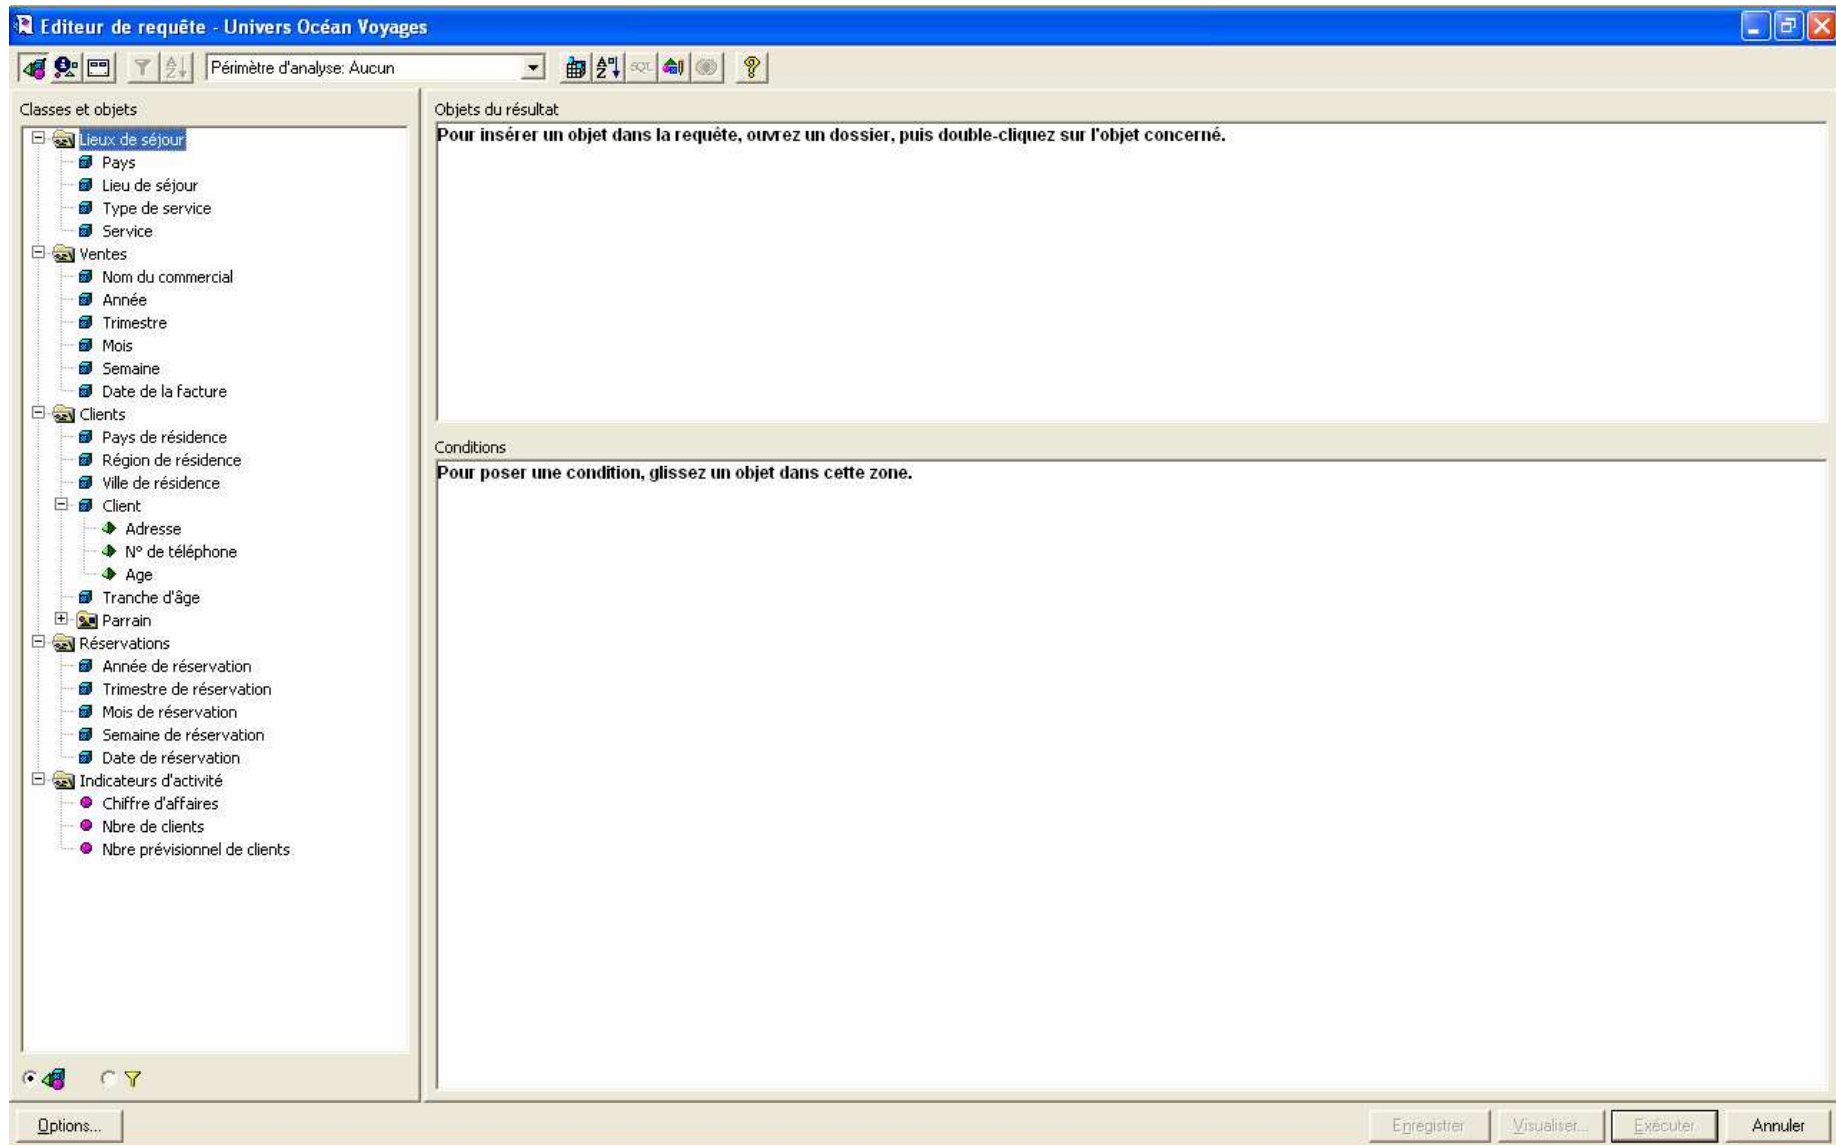 Editeur de requête - Univers Océan Voyages
Périmètre d'analyse: Aucun
SQL
Classes et objets
Lieux de séjour
Pays
Lieu de séjour
Type de service
Service
Ventes
Nom du commercial
Année
Trimestre
Mois
Semaine
Date de la facture
Clients
Pays de résidence
Région de résidence
Ville de résidence
Client
Adresse
N° de téléphone
Age
Tranche d'âge
Parrain
Réservations
Année de réservation
Trimestre de réservation
Mois de réservation
Semaine de réservation
Date de réservation
Indicateurs d'activité
Chiffre d'affaires
Nbre de clients
Nbre prévisionnel de clients
Objets du résultat
Pour insérer un objet dans la requête, ouvrez un dossier, puis double-cliquez sur l'objet concerné.
Conditions
Pour poser une condition, glissez un objet dans cette zone.
Options... Enregistrer Visualiser... Exécuter Annuler